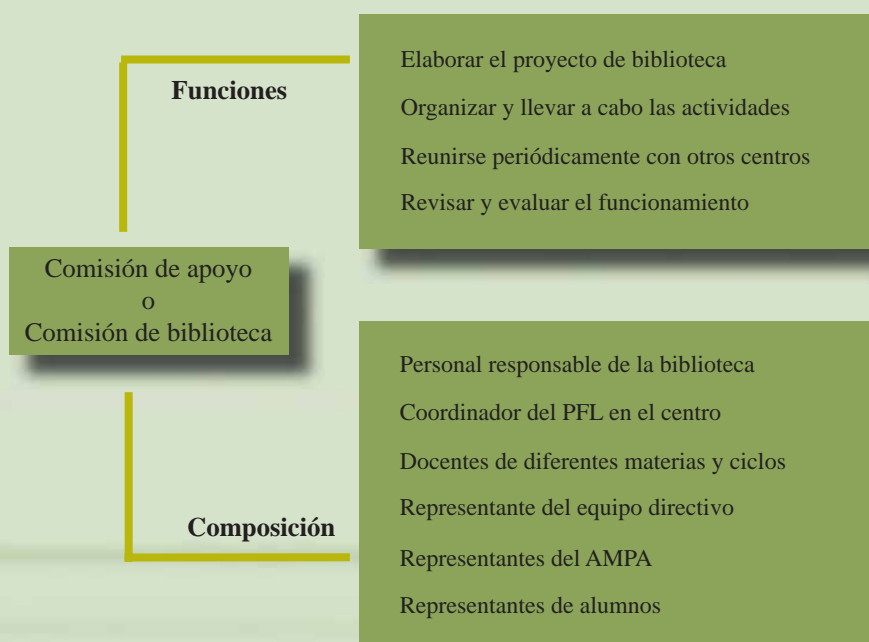 Funciones
Elaborar el proyecto de biblioteca
Organizar y llevar a cabo las actividades
Reunirse periódicamente con otros centros
Revisar y evaluar el funcionamiento
Comisión de apoyo
o
Comisión de biblioteca
Composición
Personal responsable de la biblioteca
Coordinador del PFL en el centro
Docentes de diferentes materias y ciclos
Representante del equipo directivo
Representantes del AMPA
Representantes de alumnos